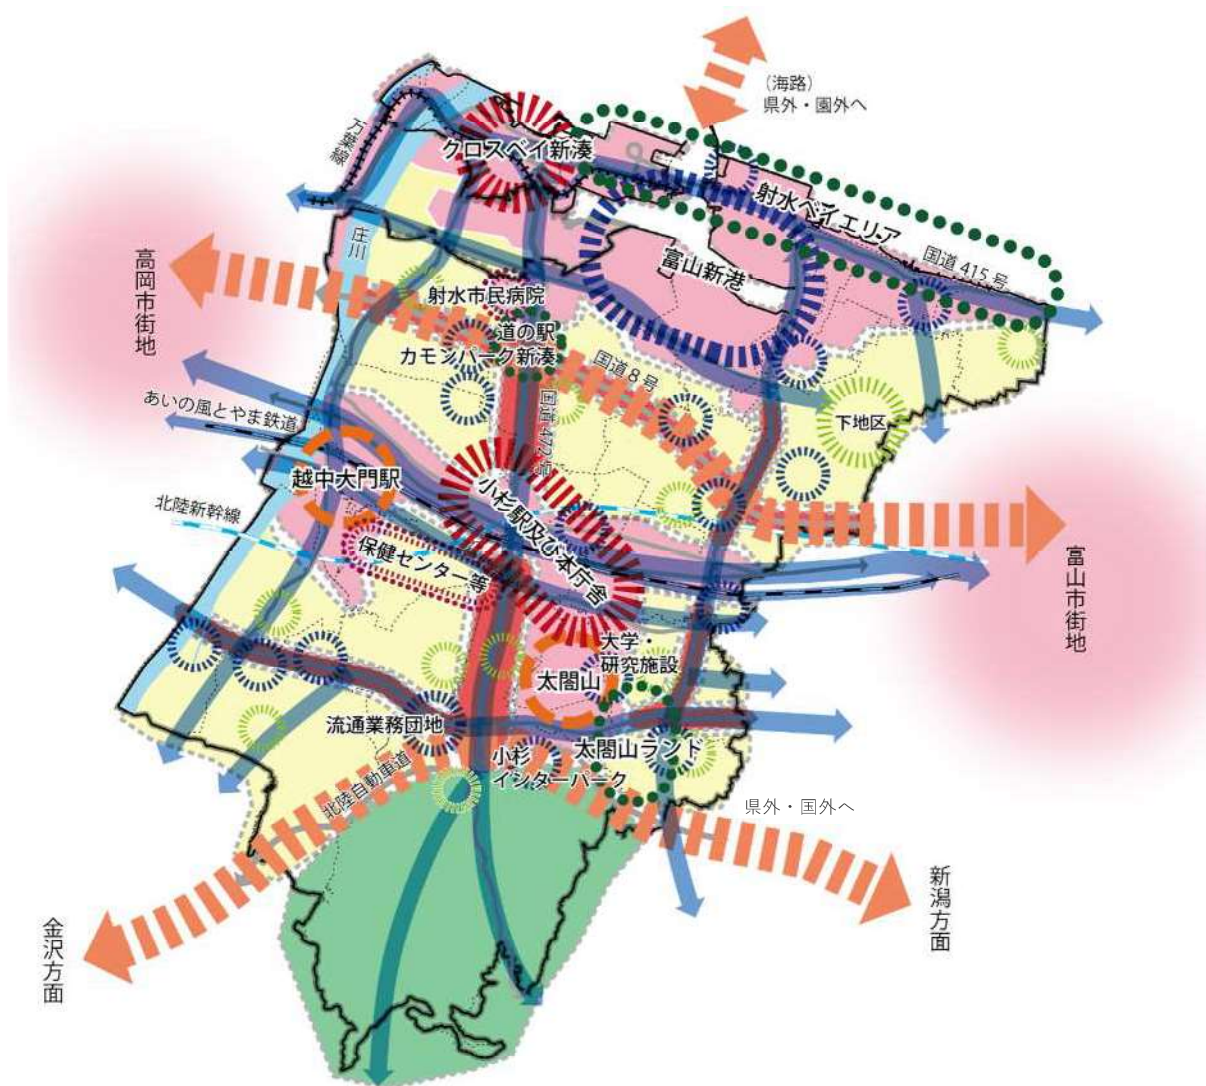 (海路)
県外・園外へ
万葉線
クロスベイ新湊
射水ベイエリア
国道 415 号
庄川
富山新港
高岡市街地
射水市民病院
道の駅
カモンパーク新湊
国道 8 号
国道 472 号
あいの風とやま鉄道
下地区
越中大門駅
小杉駅及び本庁舎
北陸新幹線
保健センター等
富山市街地
大学・
研究施設
太閤山
流通業務団地
小杉
インターパーク
太閤山ランド
北陸自動車道
県外・国外へ
新潟方面
金沢方面